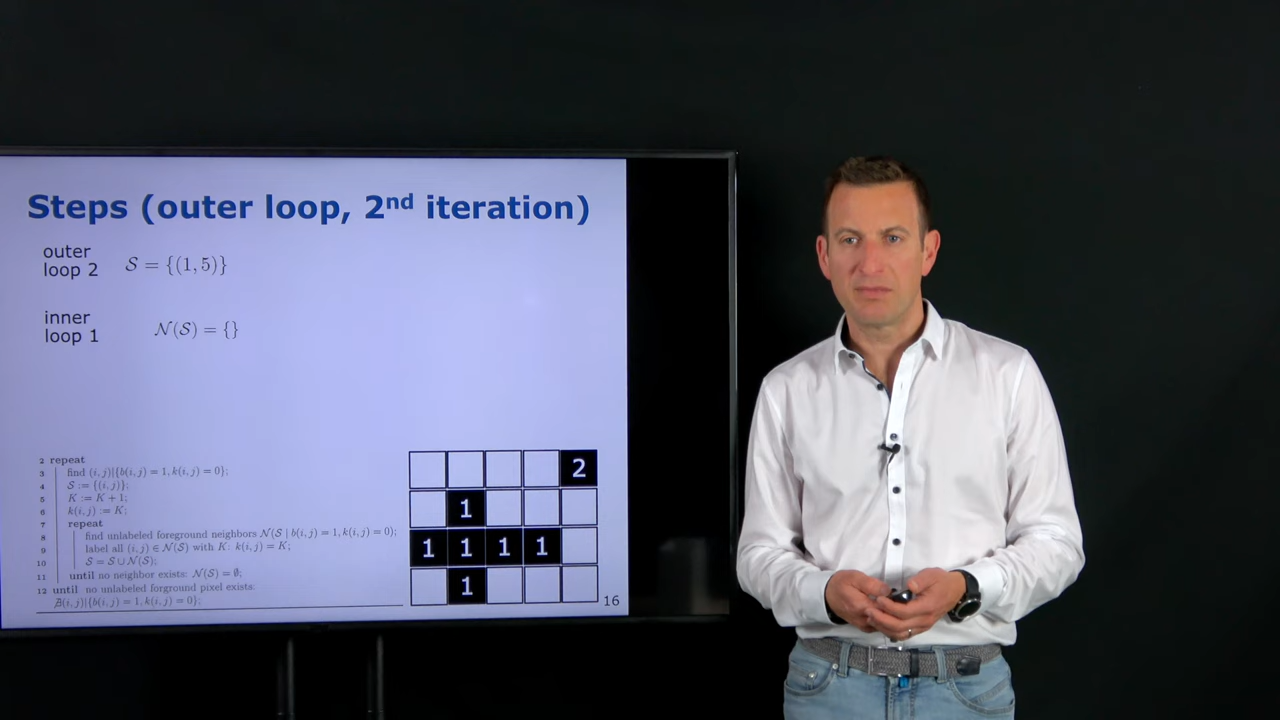 Steps (outer loop, 2nd iteration)
outer
loop 2
S = {(1, 5)}
inner
loop 1
N(S) = {}
2 repeat
3 find (i, j)|{b(i, j) = 1, k(i, j) = 0};
4 S := {(i, j)};
5 K := K + 1;
6 k(i, j) := K;
7 repeat
8 find unlabeled foreground neighbors N(S | b(i, j) = 1, k(i, j) = 0);
9 label all (i, j) ∈ N(S) with K: k(i, j) = K;
10 S = S ∪ N(S);
11 until no neighbor exists: N(S) = ∅;
12 until no unlabeled forground pixel exists:
∄(i, j)|{b(i, j) = 1, k(i, j) = 0};
2
1
1 1 1 1
1
16